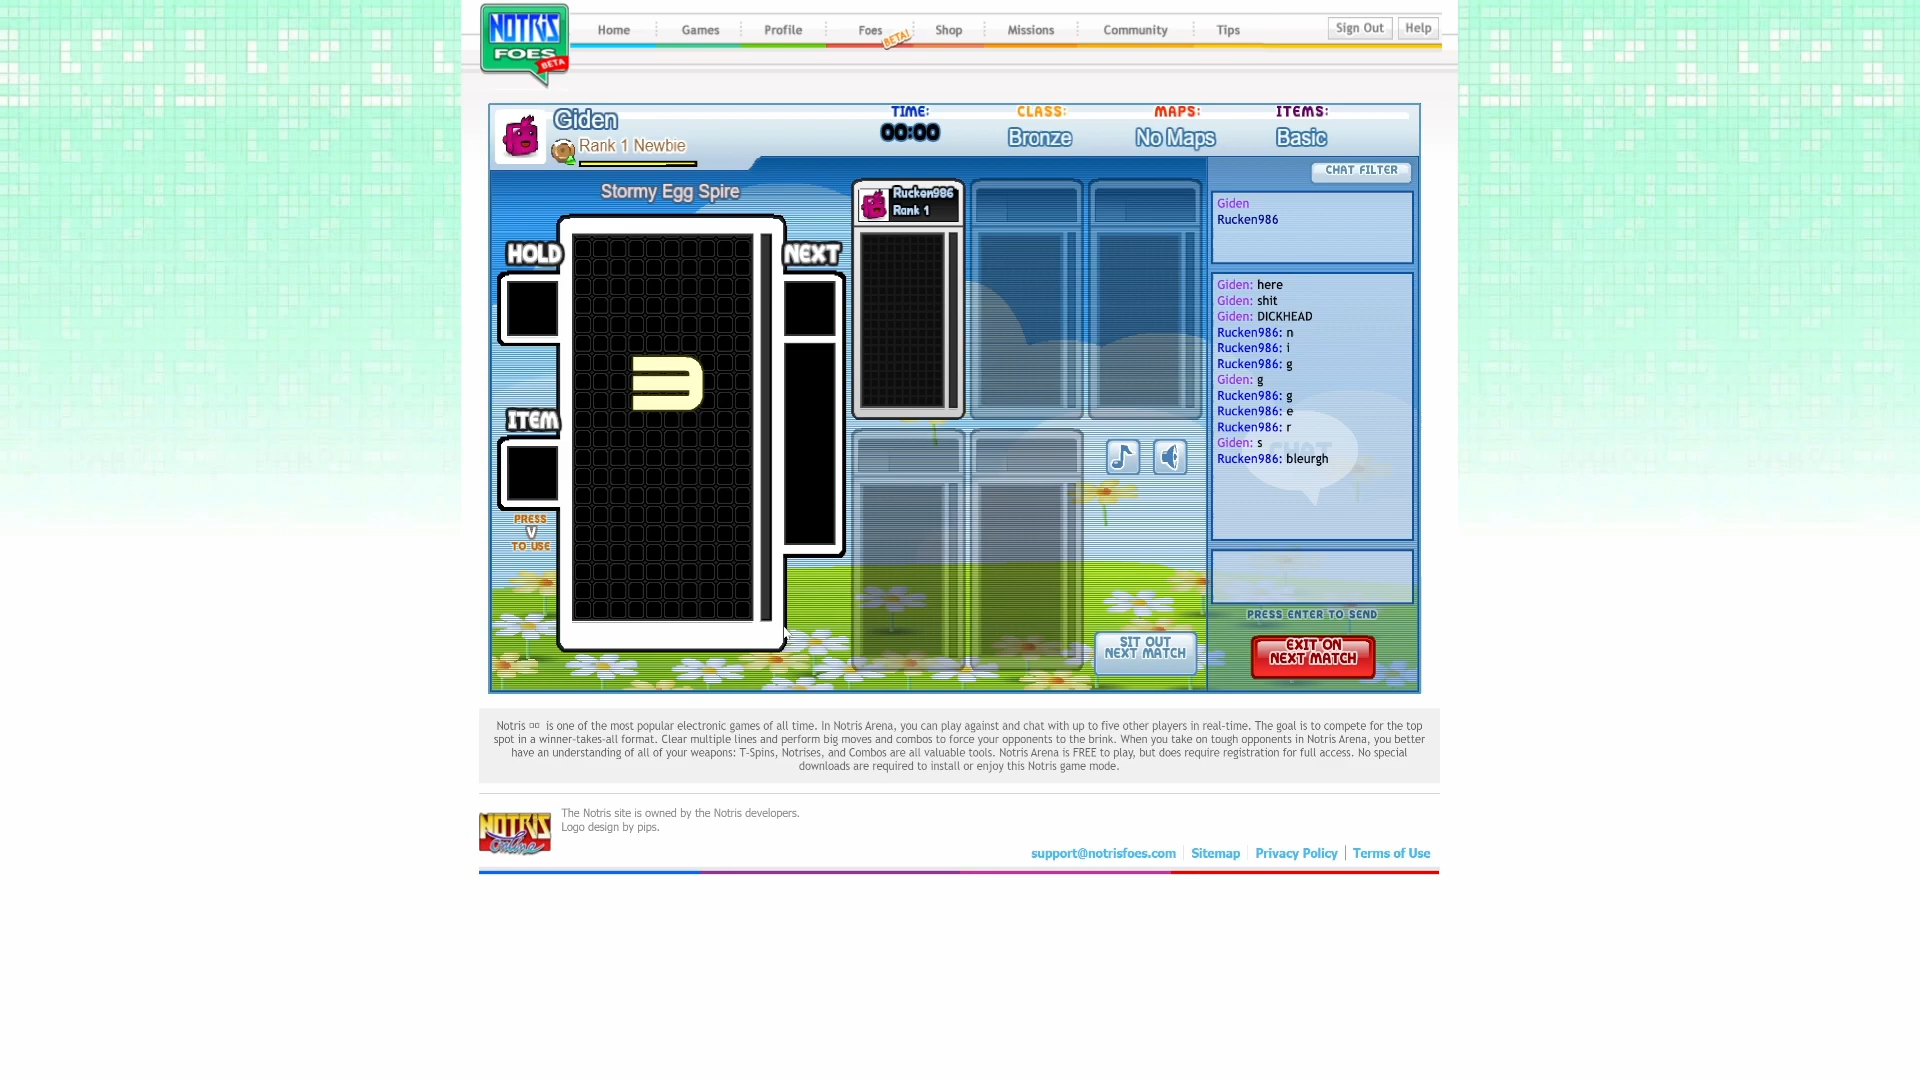 NOTRIS
FOES
BETA
Home
Games
Profile
Foes
BETA!
Shop
Missions
Community
Tips
Sign Out
Help
Giden
Rank 1 Newbie
TIME:
00:00
CLASS:
Bronze
MAPS:
No Maps
ITEMS:
Basic
Stormy Egg Spire
HOLD
NEXT
ITEM
PRESS
V
TO USE
3
Rucken986
Rank 1
SIT OUT
NEXT MATCH
CHAT FILTER
Giden
Rucken986
Giden: here
Giden: shit
Giden: DICKHEAD
Rucken986: n
Rucken986: i
Rucken986: g
Giden: g
Rucken986: g
Rucken986: e
Rucken986: r
Giden: s
Rucken986: bleurgh
CHAT
PRESS ENTER TO SEND
EXIT ON
NEXT MATCH
Notris □□ is one of the most popular electronic games of all time. In Notris Arena, you can play against and chat with up to five other players in real-time. The goal is to compete for the top
spot in a winner-takes-all format. Clear multiple lines and perform big moves and combos to force your opponents to the brink. When you take on tough opponents in Notris Arena, you better
have an understanding of all of your weapons: T-Spins, Notrises, and Combos are all valuable tools. Notris Arena is FREE to play, but does require registration for full access. No special
downloads are required to install or enjoy this Notris game mode.
NOTRIS
Online
The Notris site is owned by the Notris developers.
Logo design by pips.
support@notrisfoes.com
Sitemap
Privacy Policy
Terms of Use